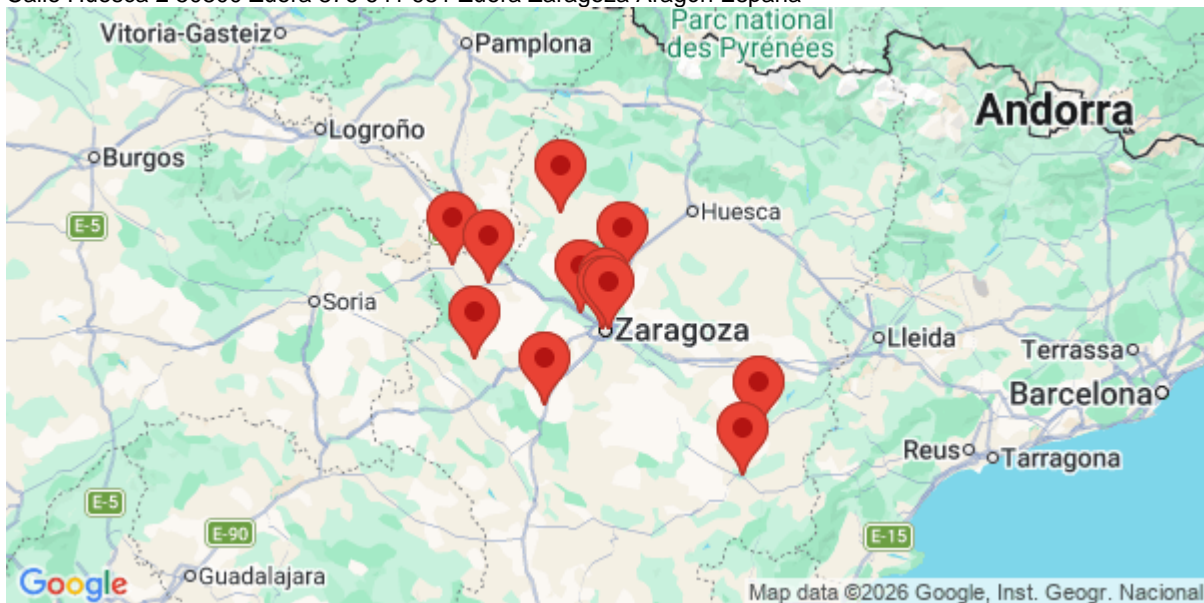 Parc national
des Pyrénées
Vitoria-Gasteiz
Pamplona
Andorra
Logroño
Burgos
Huesca
E-5
Soria
Zaragoza
Lleida
Terrassa
Barcelona
Reus
Tarragona
E-5
E-90
E-15
Guadalajara
Google
Map data ©2026 Google, Inst. Geogr. Nacional